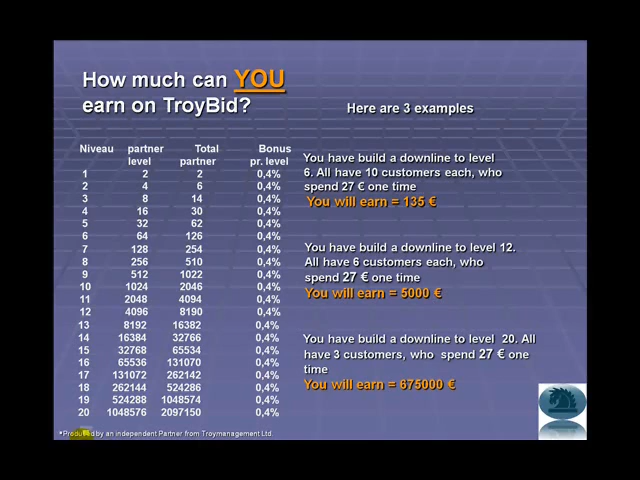 How much can YOU
earn on TroyBid?
Here are 3 examples
Niveau partner Total Bonus
level partner pr. level
1 2 2 0,4%
2 4 6 0,4%
3 8 14 0,4%
4 16 30 0,4%
5 32 62 0,4%
6 64 126 0,4%
7 128 254 0,4%
8 256 510 0,4%
9 512 1022 0,4%
10 1024 2046 0,4%
11 2048 4094 0,4%
12 4096 8190 0,4%
13 8192 16382 0,4%
14 16384 32766 0,4%
15 32768 65534 0,4%
16 65536 131070 0,4%
17 131072 262142 0,4%
18 262144 524286 0,4%
19 524288 1048574 0,4%
20 1048576 2097150 0,4%
You have build a downline to level
6. All have 10 customers each, who
spend 27 € one time
You will earn = 135 €
You have build a downline to level 12.
All have 6 customers each, who
spend 27 € one time
You will earn = 5000 €
You have build a downline to level 20. All
have 3 customers, who spend 27 € one
time
You will earn = 675000 €
*Produced by an independent Partner from Troymanagement Ltd.